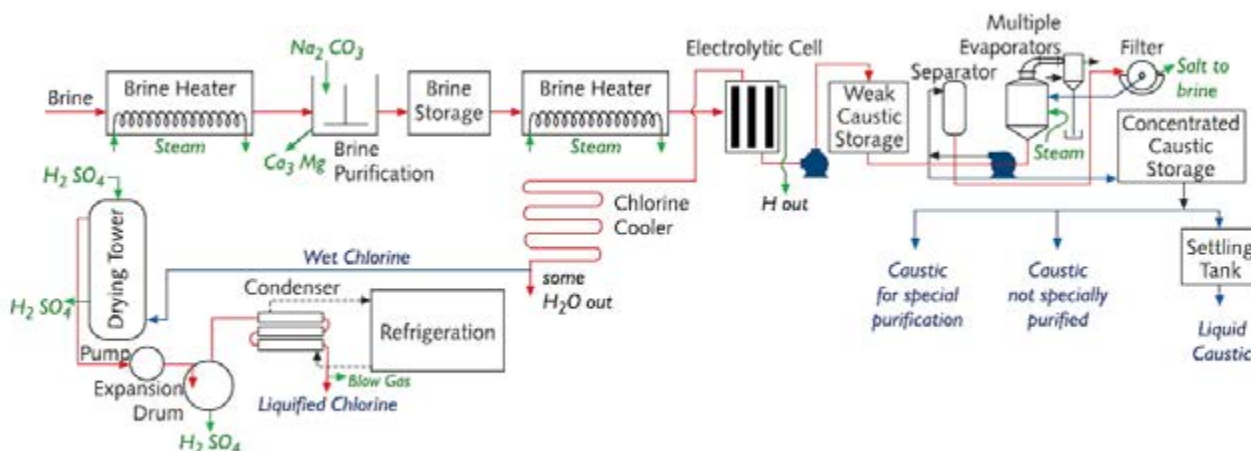 Brine
Brine Heater
Steam
Na2 CO3
Ca3 Mg
Brine
Purification
Brine
Storage
Brine Heater
Steam
Electrolytic Cell
H out
Weak
Caustic
Storage
Separator
Multiple
Evaporators
Steam
Filter
Salt to
brine
Concentrated
Caustic
Storage
Caustic
for special
purification
Caustic
not specially
purified
Settling
Tank
Liquid
Caustic
Chlorine
Cooler
some
H2O out
Wet Chlorine
H2 SO4
Drying Tower
H2 SO4
Pump
Expansion
Drum
H2 SO4
Condenser
Refrigeration
Blow Gas
Liquified Chlorine